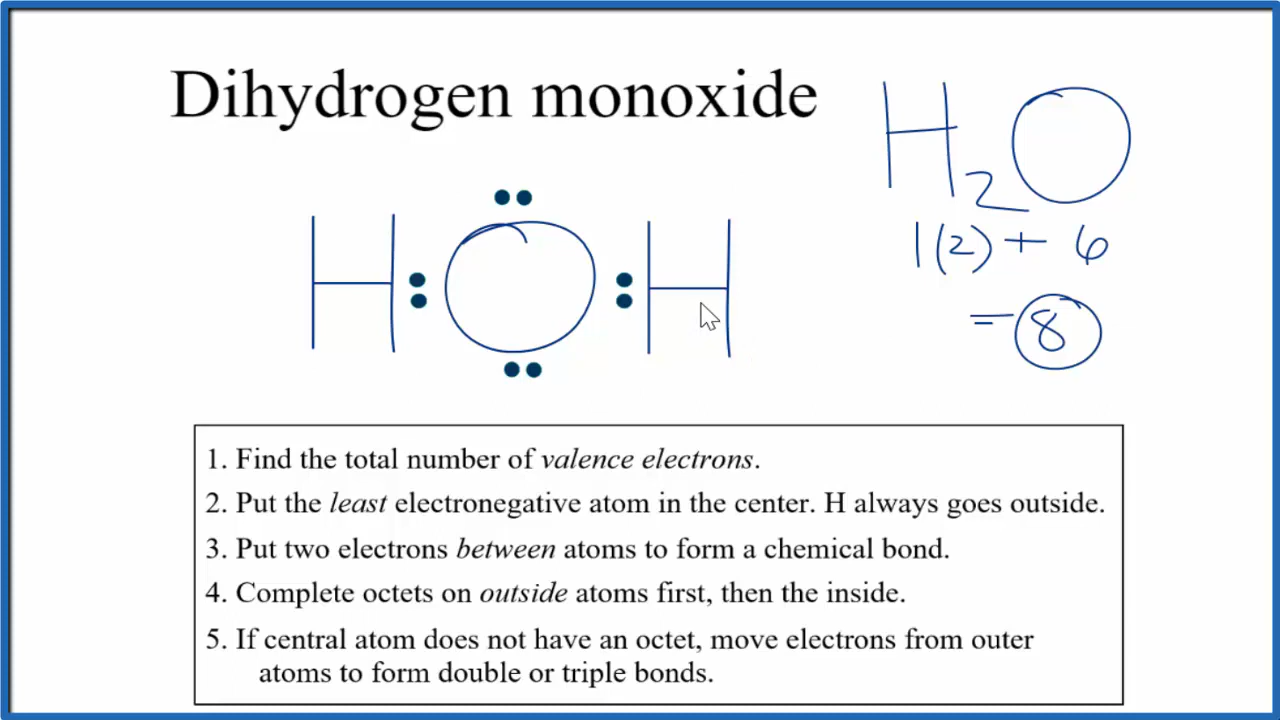 Dihydrogen monoxide
H₂O
1(2) + 6
= 8
H:O:H
1. Find the total number of valence electrons.
2. Put the least electronegative atom in the center. H always goes outside.
3. Put two electrons between atoms to form a chemical bond.
4. Complete octets on outside atoms first, then the inside.
5. If central atom does not have an octet, move electrons from outer
atoms to form double or triple bonds.